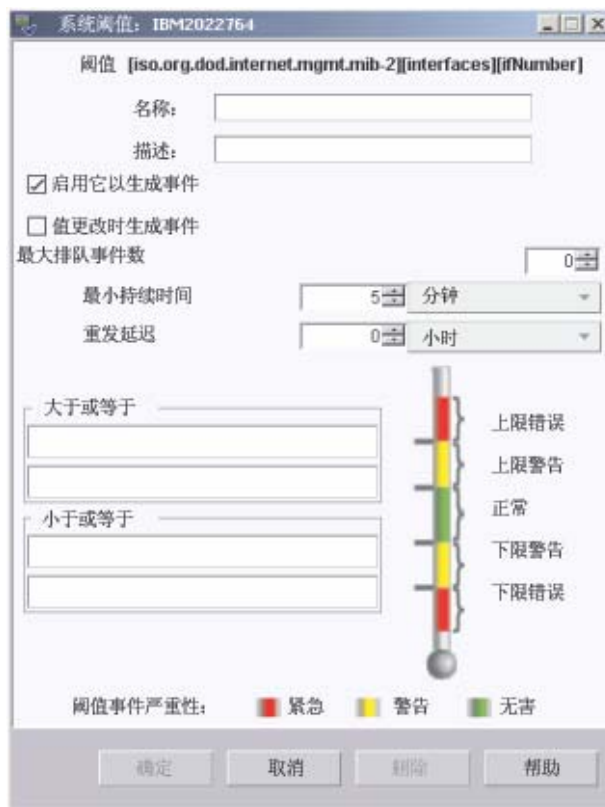 系统阈值：IBM2022764
阈值 [iso.org.dod.internet.mgmt.mib-2][interfaces][ifNumber]
名称：
描述：
启用它以生成事件
值更改时生成事件
最大排队事件数
0
最小持续时间 5 分钟
重发延迟 0 小时
大于或等于
上限错误
上限警告
正常
小于或等于
下限警告
下限错误
阈值事件严重性： 紧急 警告 无害
确定 取消 删除 帮助